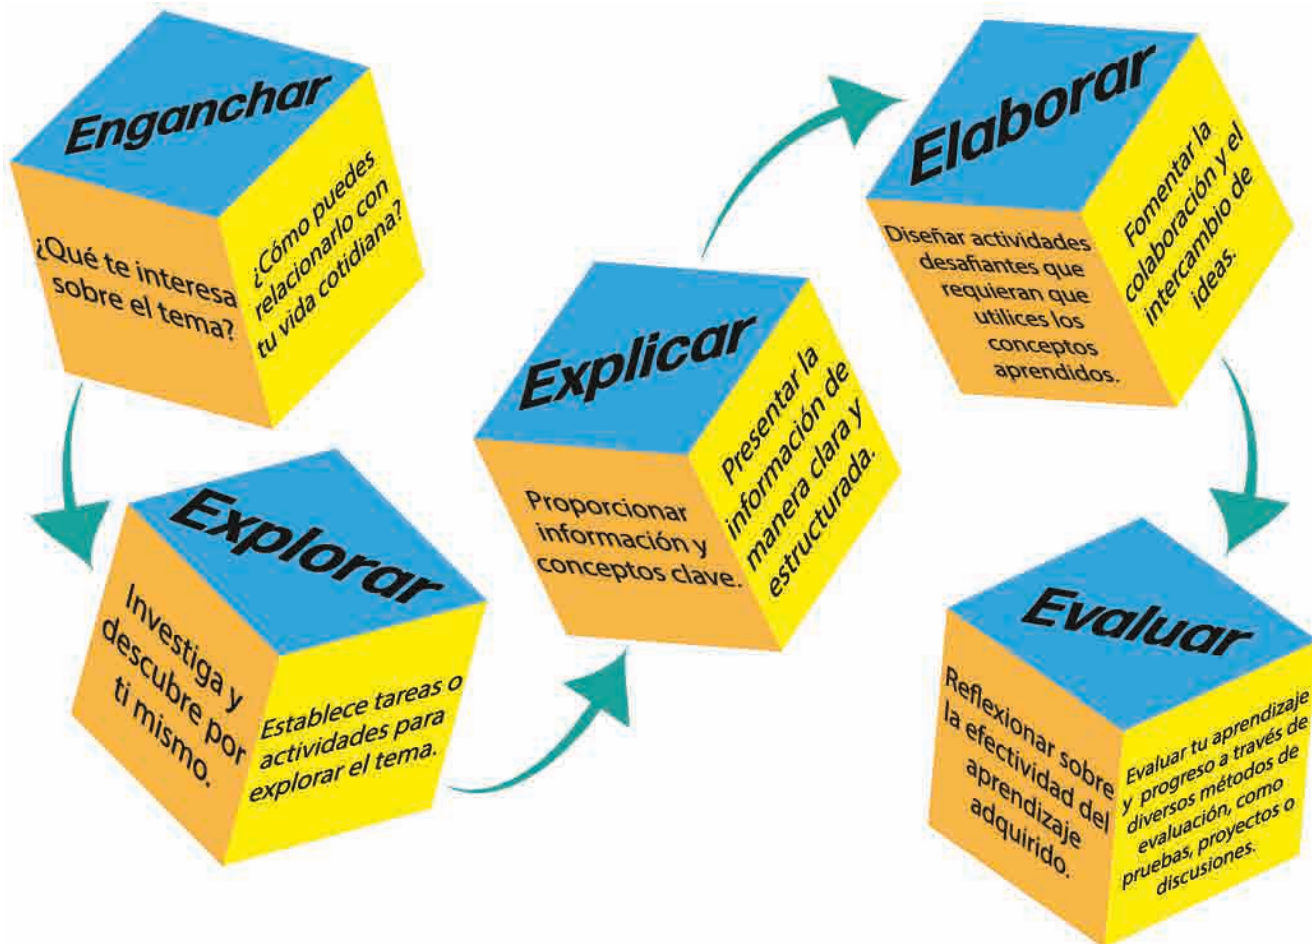 Enganchar
¿Qué te interesa
sobre el tema?
¿Cómo puedes
relacionarlo con
tu vida cotidiana?
Explorar
Investiga y
descubre por
ti mismo.
Establece tareas o
actividades para
explorar el tema.
Explicar
Proporcionar
información y
conceptos clave.
Presentar la
información de
manera clara y
estructurada.
Elaborar
Diseñar actividades
desafiantes que
requieran que
utilices los
conceptos
aprendidos.
Fomentar la
colaboración y el
intercambio de
ideas.
Evaluar
Reflexionar sobre
la efectividad del
aprendizaje
adquirido.
Evaluar tu aprendizaje
y progreso a través de
diversos métodos de
evaluación, como
pruebas, proyectos o
discusiones.